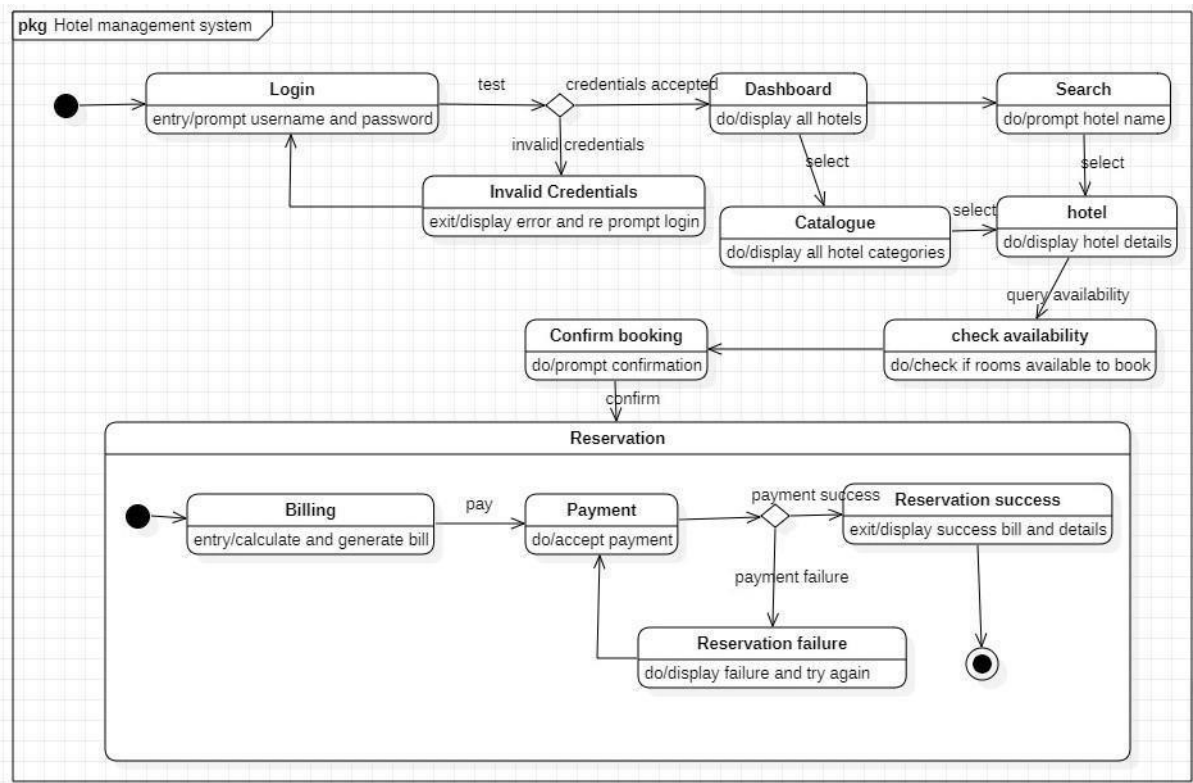 pkg Hotel management system
Login
entry/prompt username and password
test
credentials accepted
Dashboard
do/display all hotels
Search
do/prompt hotel name
invalid credentials
Invalid Credentials
exit/display error and re prompt login
select
select
Catalogue
do/display all hotel categories
select
hotel
do/display hotel details
query availability
Confirm booking
do/prompt confirmation
check availability
do/check if rooms available to book
confirm
Reservation
Billing
entry/calculate and generate bill
pay
Payment
do/accept payment
payment success
Reservation success
exit/display success bill and details
payment failure
Reservation failure
do/display failure and try again